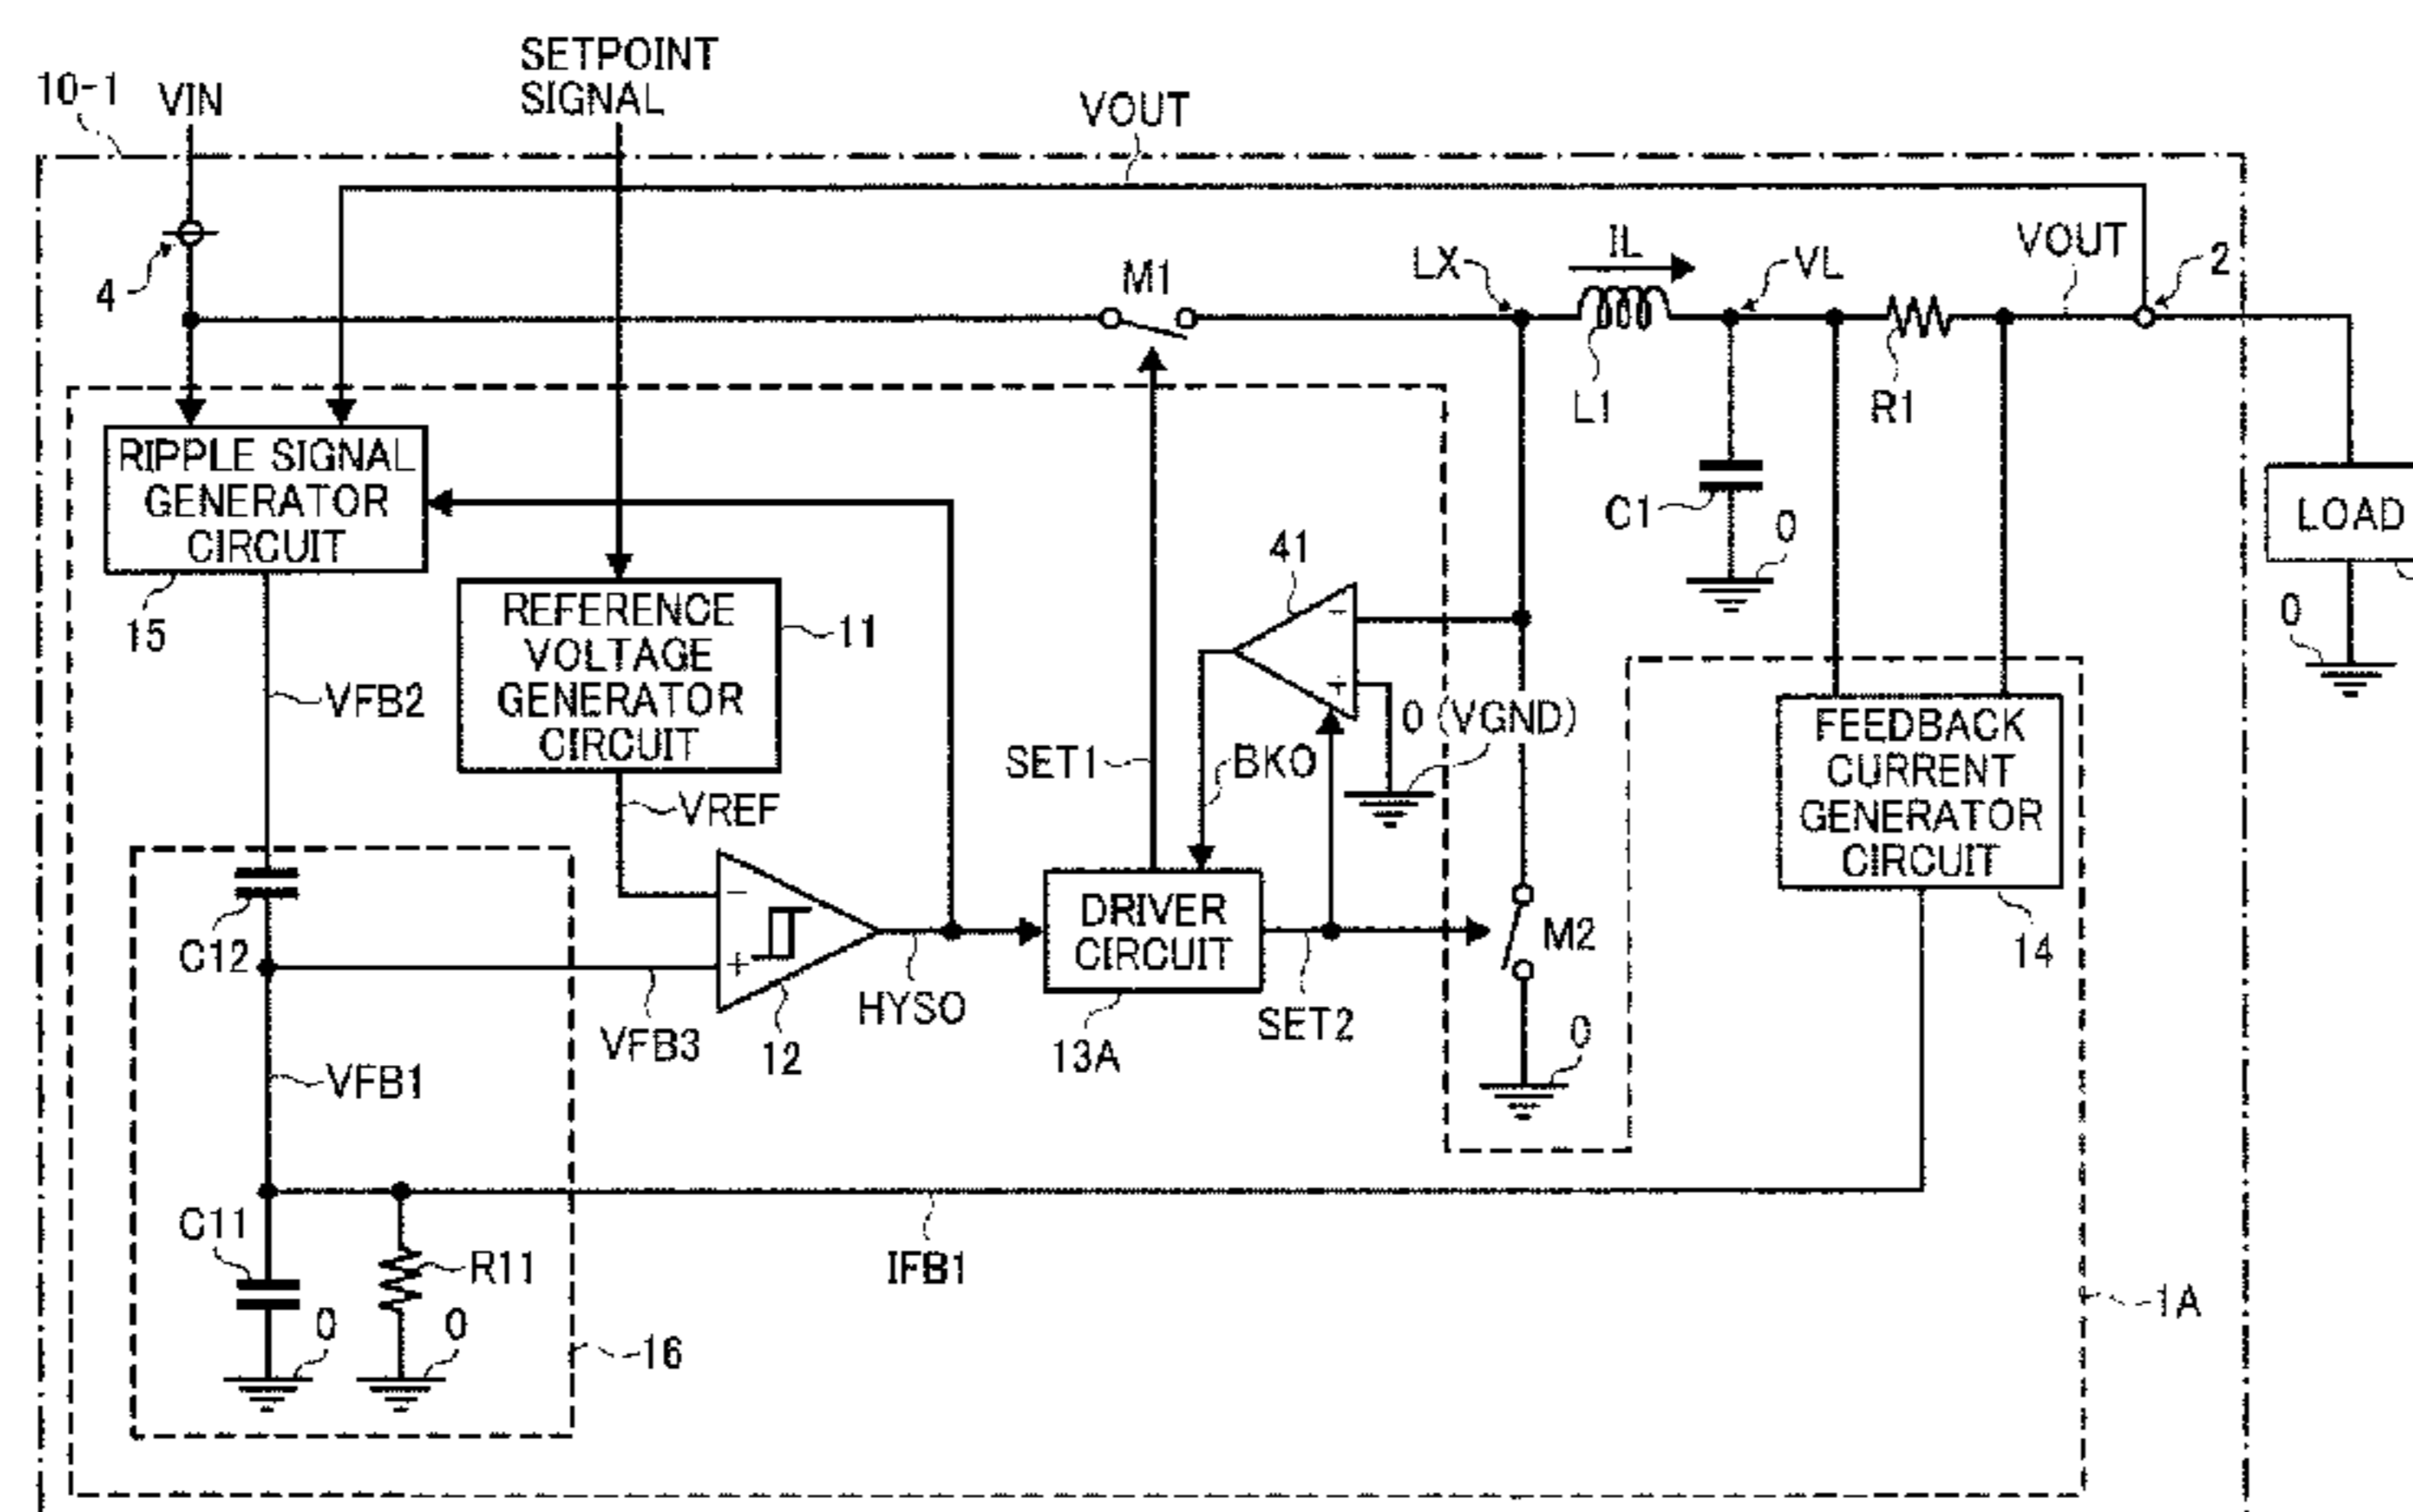 SETPOINT
SIGNAL
10-1
VIN
VOUT
4
M1
LX
IL
VL
VOUT
2
L1
R1
RIPPLE SIGNAL
GENERATOR
CIRCUIT
15
C1
0
LOAD
0
41
-
+
REFERENCE
VOLTAGE
GENERATOR
CIRCUIT
11
VFB2
VREF
SET1
BKO
0 (VGND)
FEEDBACK
CURRENT
GENERATOR
CIRCUIT
14
C12
-
+
12
VFB3
HYSO
DRIVER
CIRCUIT
13A
SET2
M2
0
VFB1
C11
R11
0
0
16
IFB1
1A